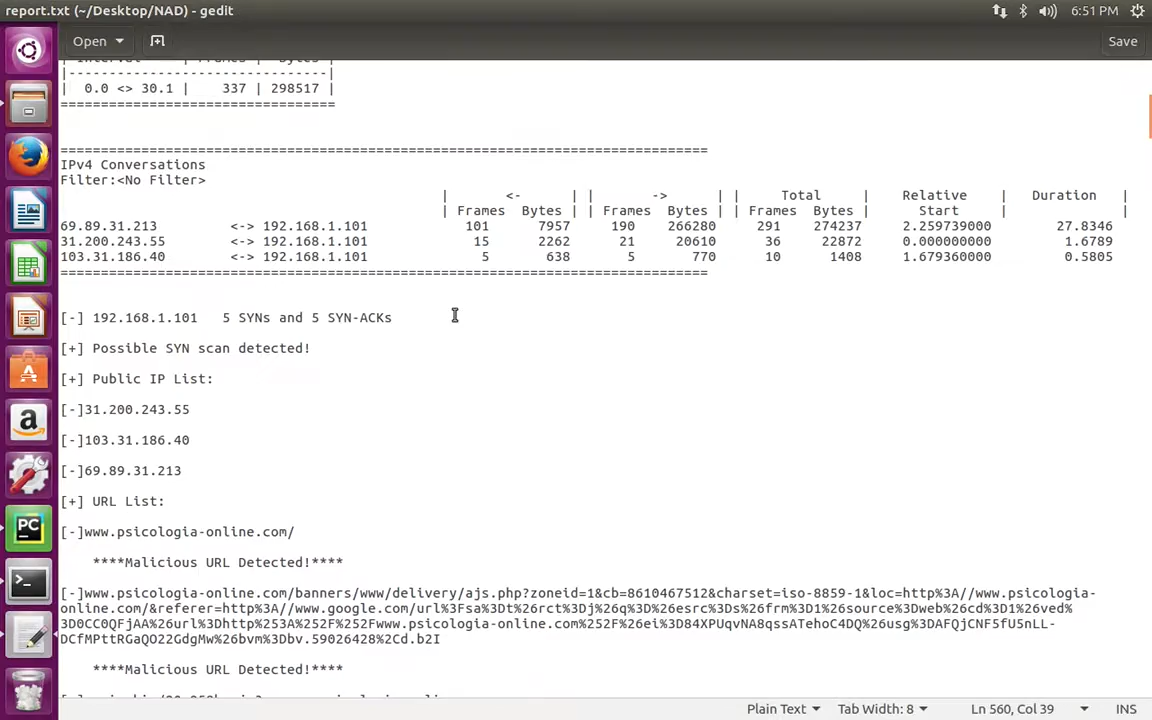 report.txt (~/Desktop/NAD) - gedit
6:51 PM
Open
Save
| 0.0 <> 30.1 | 337 | 298517 |
=================================
===================================================================================
IPv4 Conversations
Filter:<No Filter>
| <- | | -> | | Total | Relative | Duration |
| Frames Bytes | | Frames Bytes | | Frames Bytes | Start | |
69.89.31.213 <-> 192.168.1.101 101 7957 190 266280 291 274237 2.259739000 27.8346
31.200.243.55 <-> 192.168.1.101 15 2262 21 20610 36 22872 0.000000000 1.6789
103.31.186.40 <-> 192.168.1.101 5 638 5 770 10 1408 1.679360000 0.5805
===================================================================================
[-] 192.168.1.101 5 SYNs and 5 SYN-ACKs
[+] Possible SYN scan detected!
[+] Public IP List:
[-]31.200.243.55
[-]103.31.186.40
[-]69.89.31.213
[+] URL List:
[-]www.psicologia-online.com/
****Malicious URL Detected!****
[-]www.psicologia-online.com/banners/www/delivery/ajs.php?zoneid=1&cb=8610467512&charset=iso-8859-1&loc=http%3A//www.psicologia-
online.com/&referer=http%3A//www.google.com/url%3Fsa%3Dt%26rct%3Dj%26q%3D%26esrc%3Ds%26frm%3D1%26source%3Dweb%26cd%3D1%26ved%
3D0CC0QFjAA%26url%3Dhttp%253A%252F%252Fwww.psicologia-online.com%252F%26ei%3D84XPUqvNA8qssATehoC4DQ%26usg%3DAFQjCNF5fU5nLL-
DCfMPttRGaQO22GdgMw%26bvm%3Dbv.59026428%2Cd.b2I
****Malicious URL Detected!****
Plain Text
Tab Width: 8
Ln 560, Col 39
INS